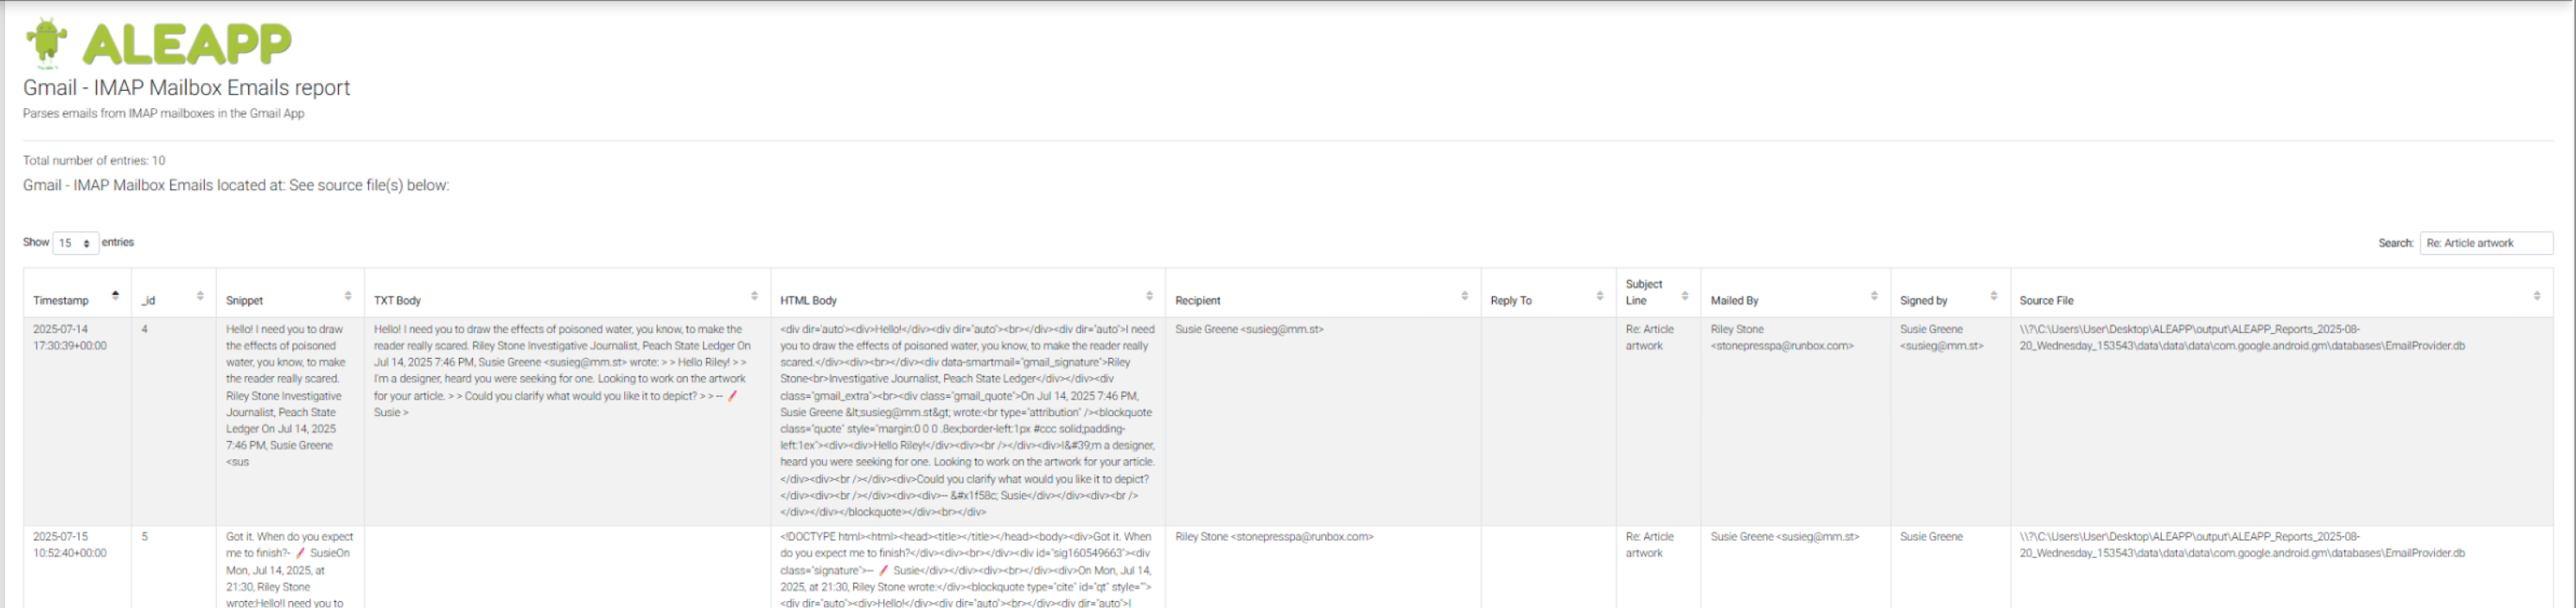 ALEAPP
Gmail - IMAP Mailbox Emails report
Parses emails from IMAP mailboxes in the Gmail App
Total number of entries: 10
Gmail - IMAP Mailbox Emails located at: See source file(s) below:
Show 15 entries
Search: Re: Article artwork
Timestamp
_id
Snippet
TXT Body
HTML Body
Recipient
Reply To
Subject
Line
Mailed By
Signed by
Source File
2025-07-14
17:30:39+00:00
4
Hello! I need you to draw
the effects of poisoned
water, you know, to make
the reader really scared.
Riley Stone Investigative
Journalist, Peach State
Ledger On Jul 14, 2025
7:46 PM, Susie Greene
<sus
Hello! I need you to draw the effects of poisoned water, you know, to make the
reader really scared. Riley Stone Investigative Journalist, Peach State Ledger On
Jul 14, 2025 7:46 PM, Susie Greene <susieg@mm.st> wrote: > > Hello Riley! > >
I'm a designer, heard you were seeking for one. Looking to work on the artwork
for your article. > > Could you clarify what would you like it to depict? > > -- 🖌
Susie >
<div dir='auto'><div>Hello!</div><div dir="auto"><br></div><div dir="auto">I need
you to draw the effects of poisoned water, you know, to make the reader really
scared.</div><div><br></div><div data-smartmail="gmail_signature">Riley
Stone<br>Investigative Journalist, Peach State Ledger</div></div><div
class="gmail_extra"><br><div class="gmail_quote">On Jul 14, 2025 7:46 PM,
Susie Greene &lt;susieg@mm.st&gt; wrote:<br type="attribution" /><blockquote
class="quote" style="margin:0 0 0 .8ex;border-left:1px #ccc solid;padding-
left:1ex"><div><div>Hello Riley!</div><div><br /></div><div>I&#39;m a designer,
heard you were seeking for one. Looking to work on the artwork for your article.
</div><div><br /></div><div>Could you clarify what would you like it to depict?
</div><div><br /></div><div><div>-- &#x1f58c; Susie</div></div><div><br />
</div></div></blockquote></div><br></div>
Susie Greene <susieg@mm.st>
Re: Article
artwork
Riley Stone
<stonepresspa@runbox.com>
Susie Greene
<susieg@mm.st>
\\?\C:\Users\User\Desktop\ALEAPP\output\ALEAPP_Reports_2025-08-
20_Wednesday_153543\data\data\data\com.google.android.gm\databases\EmailProvider.db
2025-07-15
10:52:40+00:00
5
Got it. When do you expect
me to finish?- 🖌 SusieOn
Mon, Jul 14, 2025, at
21:30, Riley Stone
wrote:Hello!I need you to
<!DOCTYPE html><html><head><title></title></head><body><div>Got it. When
do you expect me to finish?</div><div><br></div><div id="sig160549663"><div
class="signature">-- 🖌 Susie</div></div><div><br></div><div>On Mon, Jul 14,
2025, at 21:30, Riley Stone wrote:</div><blockquote type="cite" id="qt" style="">
<div dir="auto"><div>Hello!</div><div dir="auto"><br></div><div dir="auto">I
Riley Stone <stonepresspa@runbox.com>
Re: Article
artwork
Susie Greene <susieg@mm.st>
Susie Greene
\\?\C:\Users\User\Desktop\ALEAPP\output\ALEAPP_Reports_2025-08-
20_Wednesday_153543\data\data\data\com.google.android.gm\databases\EmailProvider.db